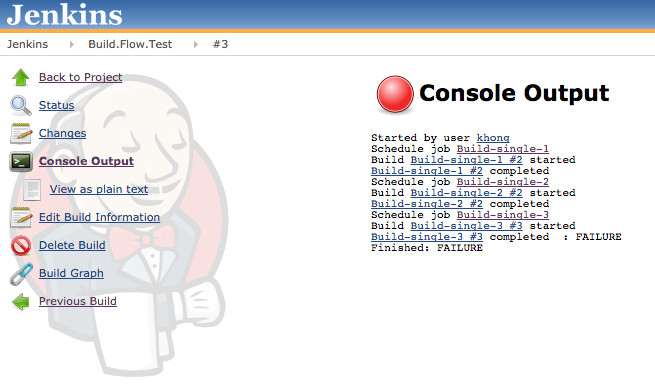 Jenkins
Jenkins Build.Flow.Test #3
Back to Project
Status
Changes
Console Output
View as plain text
Edit Build Information
Delete Build
Build Graph
Previous Build
Console Output
Started by user khong
Schedule job Build-single-1
Build Build-single-1 #2 started
Build-single-1 #2 completed
Schedule job Build-single-2
Build Build-single-2 #2 started
Build-single-2 #2 completed
Schedule job Build-single-3
Build Build-single-3 #3 started
Build-single-3 #3 completed  : FAILURE
Finished: FAILURE